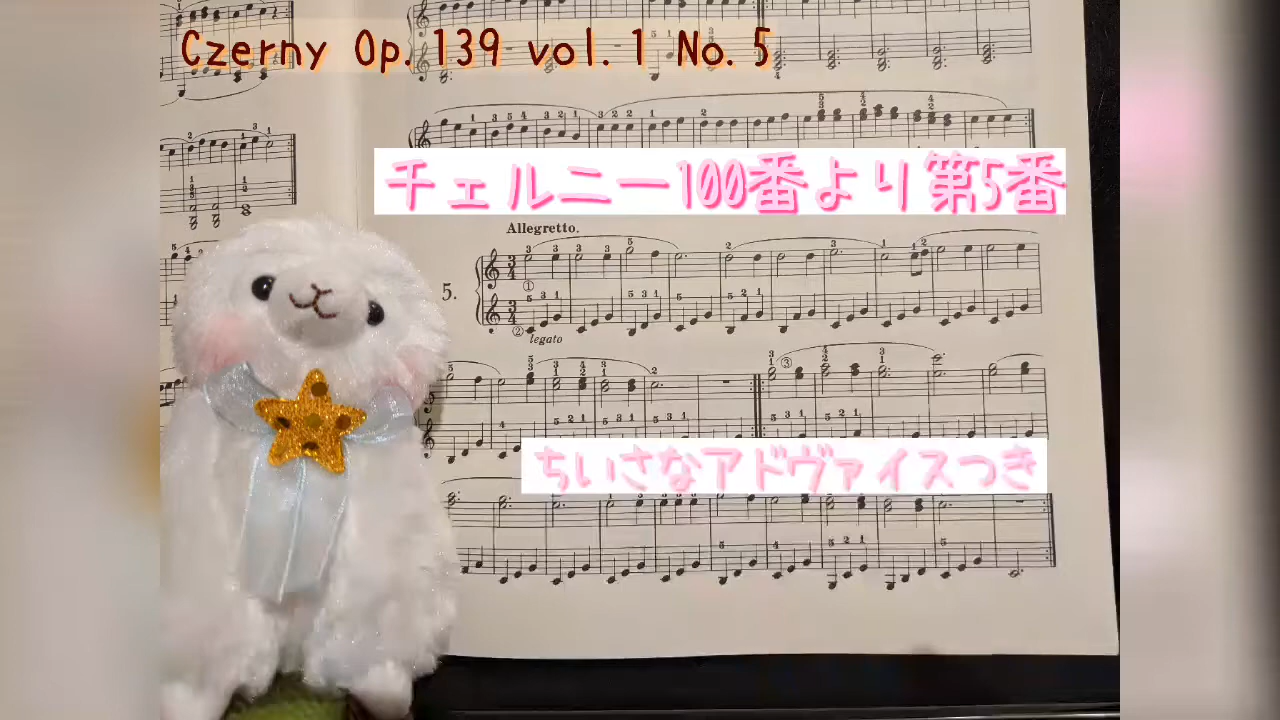 Czerny Op. 139 vol. 1 No. 5
チェルニー100番より第5番
Allegretto.
5.
legato
ちいさなアドヴァイスつき